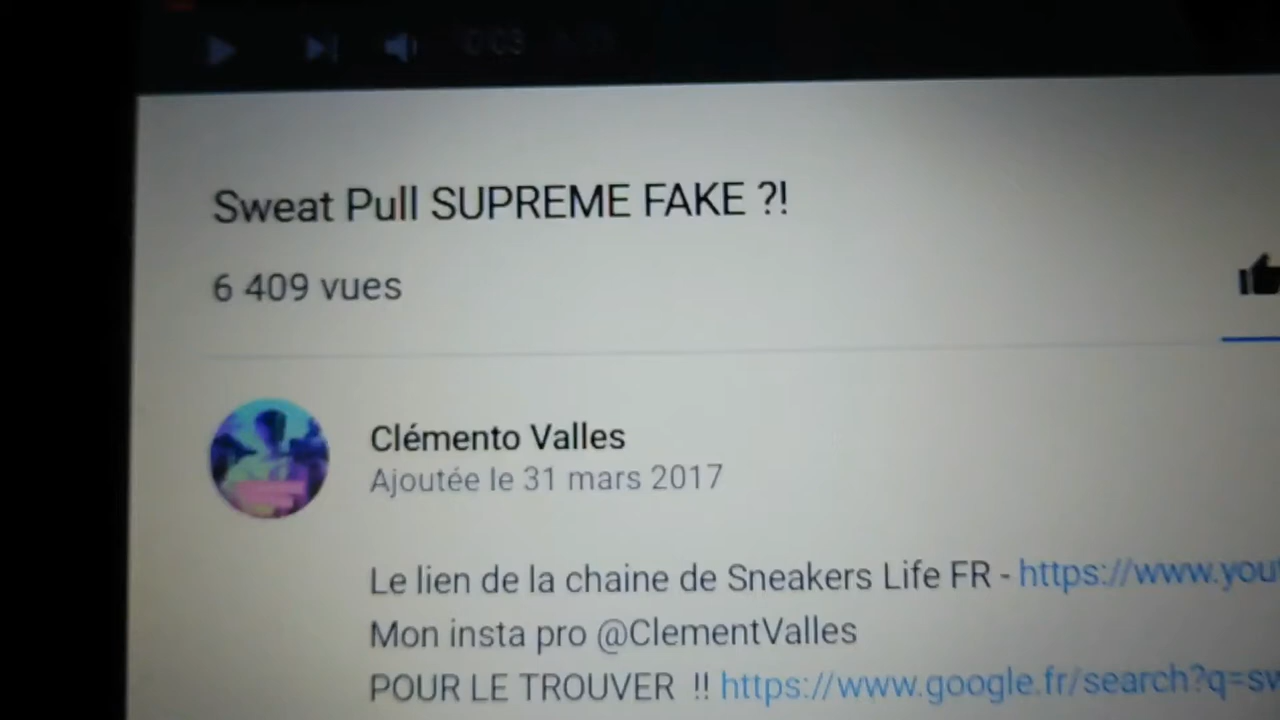 Sweat Pull SUPREME FAKE ?!
6 409 vues
Clémento Valles
Ajoutée le 31 mars 2017
Le lien de la chaine de Sneakers Life FR - https://www.you
Mon insta pro @ClementValles
POUR LE TROUVER !! https://www.google.fr/search?q=sw